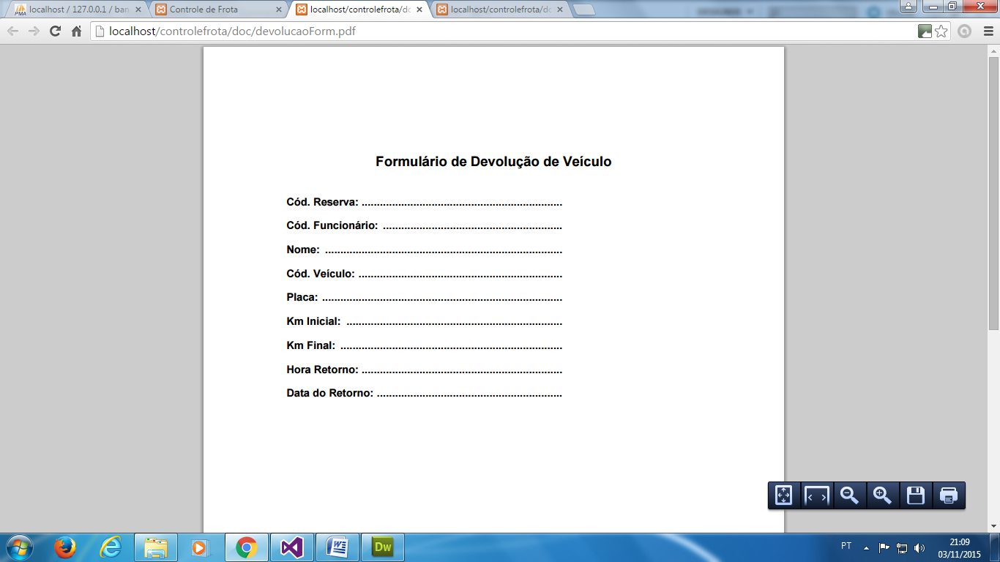 localhost / 127.0.0.1 / ban
Controle de Frota
localhost/controlefrota/do
localhost/controlefrota/do
localhost/controlefrota/doc/devolucaoForm.pdf
Formulário de Devolução de Veículo
Cód. Reserva: ..................................................................
Cód. Funcionário: ...........................................................
Nome: ..............................................................................
Cód. Veículo: ...................................................................
Placa: ...............................................................................
Km Inicial: .......................................................................
Km Final: .........................................................................
Hora Retorno: ..................................................................
Data do Retorno: .............................................................
Dw
PT
21:09
03/11/2015